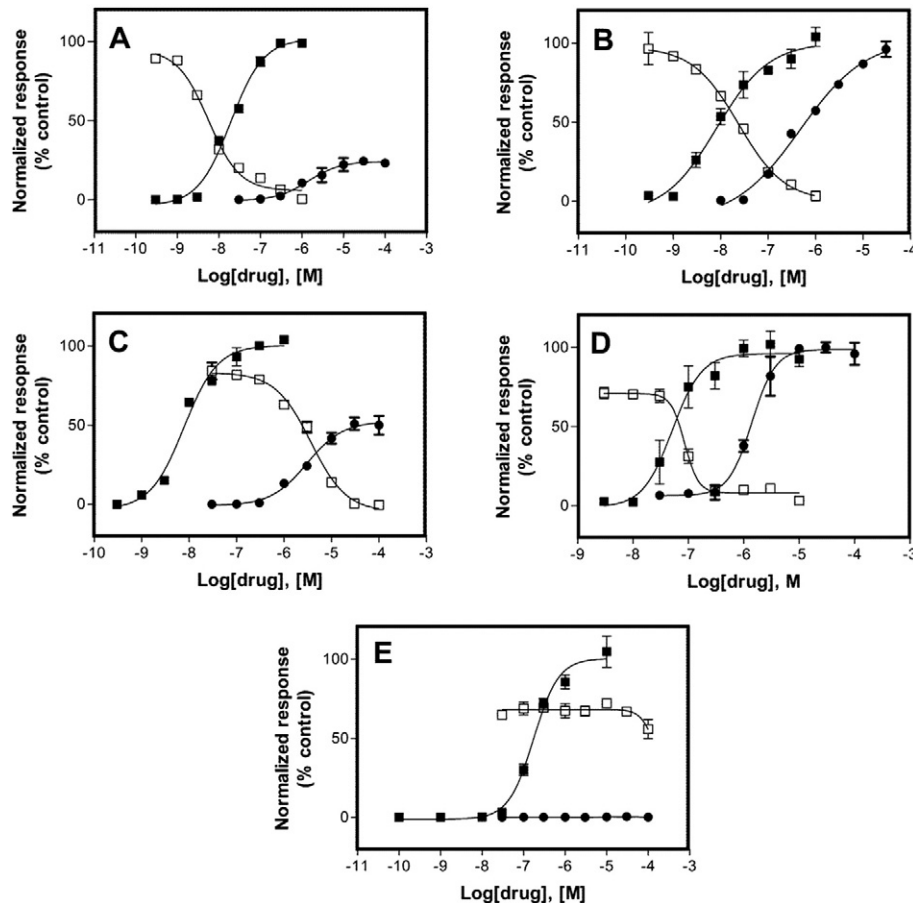 A
Normalized response
(% control)
100
50
0
-11 -10 -9 -8 -7 -6 -5 -4 -3
Log[drug], [M]
B
Normalized response
(% control)
100
50
0
-11 -10 -9 -8 -7 -6 -5 -4
Log[drug], [M]
C
Normalized resopnse
(% control)
100
50
0
-10 -9 -8 -7 -6 -5 -4 -3
Log[drug], [M]
D
Normalized response
(% control)
100
50
0
-9 -8 -7 -6 -5 -4 -3
Log[drug], M
E
Normalized response
(% control)
100
50
0
-11 -10 -9 -8 -7 -6 -5 -4 -3
Log[drug], [M]